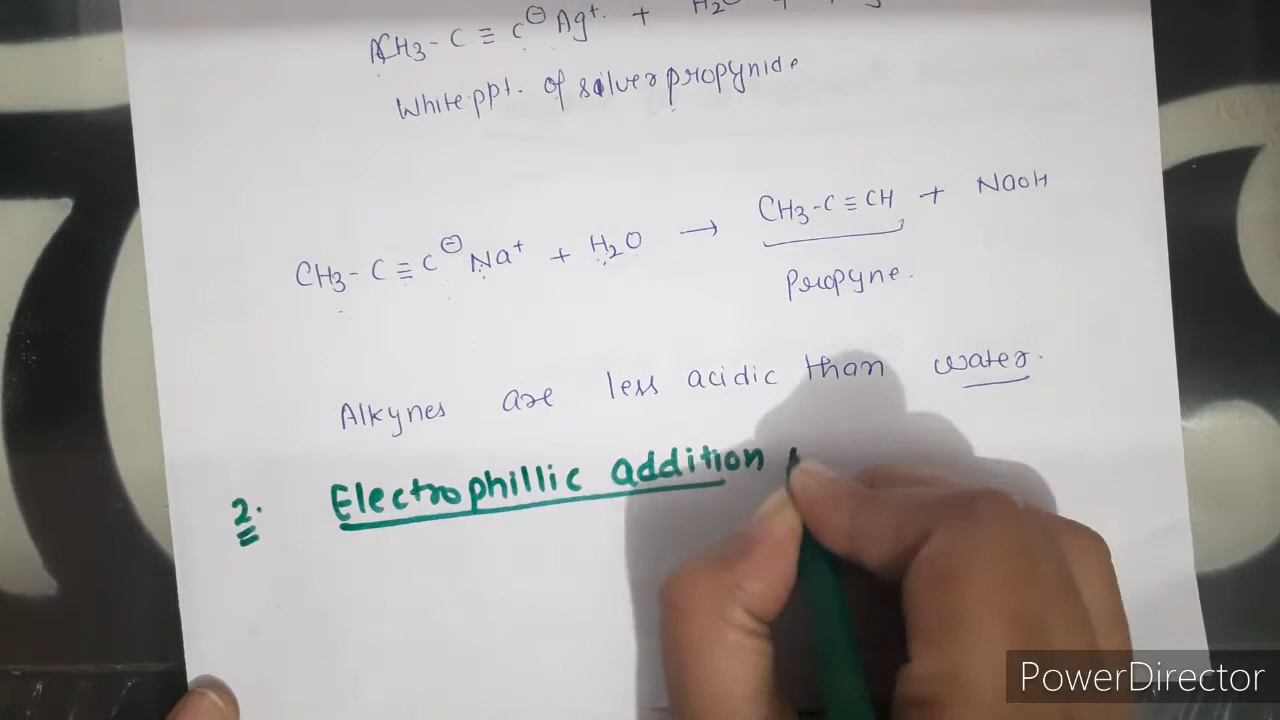 CH3-C≡C⊖Ag+ + H2O +
White ppt. of silver propynide
CH3-C≡C⊖Na+ + H2O → CH3-C≡CH + NaOH
Propyne.
Alkynes are less acidic than water.
2. Electrophillic addition
PowerDirector